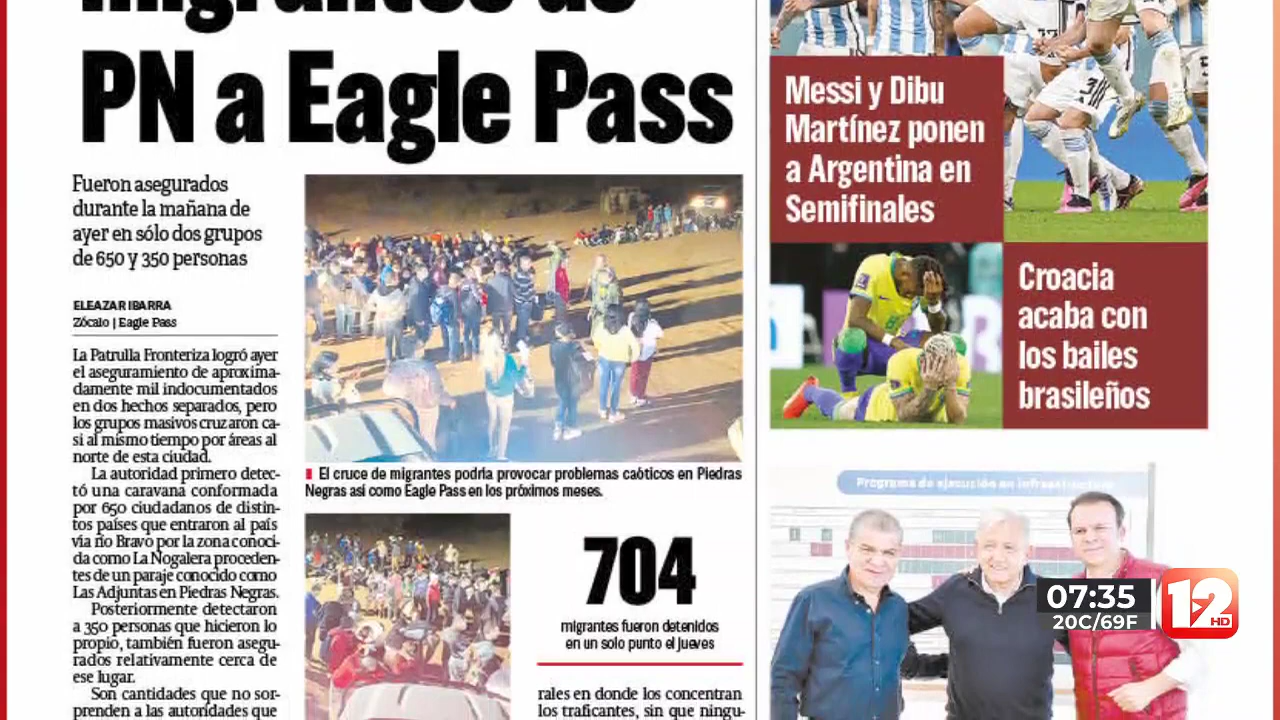 migrantes de
PN a Eagle Pass
Fueron asegurados
durante la mañana de
ayer en sólo dos grupos
de 650 y 350 personas
ELEAZAR IBARRA
Zócalo | Eagle Pass
La Patrulla Fronteriza logró ayer
el aseguramiento de aproxima-
damente mil indocumentados
en dos hechos separados, pero
los grupos masivos cruzaron ca-
si al mismo tiempo por áreas al
norte de esta ciudad.
La autoridad primero detec-
tó una caravana conformada
por 650 ciudadanos de distin-
tos países que entraron al país
vía río Bravo por la zona conoci-
da como La Nogalera proceden-
tes de un paraje conocido como
Las Adjuntas en Piedras Negras.
Posteriormente detectaron
a 350 personas que hicieron lo
propio, también fueron asegu-
rados relativamente cerca de
ese lugar.
Son cantidades que no sor-
prenden a las autoridades que
El cruce de migrantes podría provocar problemas caóticos en Piedras
Negras así como Eagle Pass en los próximos meses.
704
migrantes fueron detenidos
en un solo punto el jueves
rales en donde los concentran
los traficantes, sin que ningu-
Messi y Dibu
Martínez ponen
a Argentina en
Semifinales
Croacia
acaba con
los bailes
brasileños
Programa de ejecución en infraestructura
07:35
20C/69F
12
HD